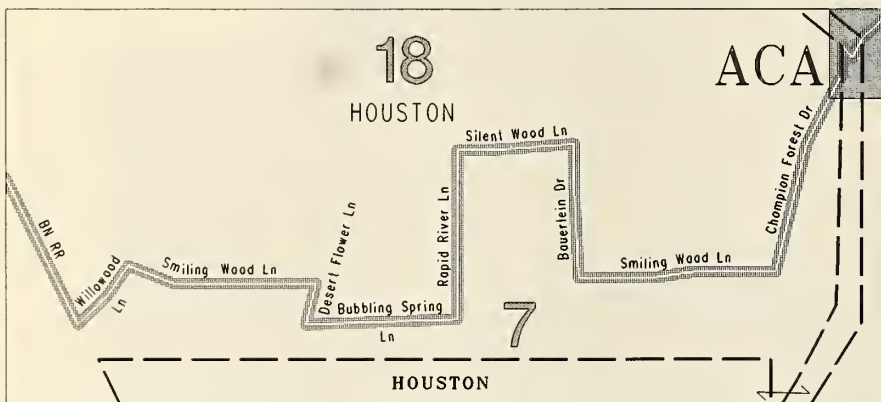 18
HOUSTON
ACA
Silent Wood Ln
Chompion Forest Dr
BN RR
Willowood
Ln
Smiling Wood Ln
Desert Flower Ln
Rapid River Ln
Bauerlein Dr
Smiling Wood Ln
Bubbling Spring
Ln
7
HOUSTON